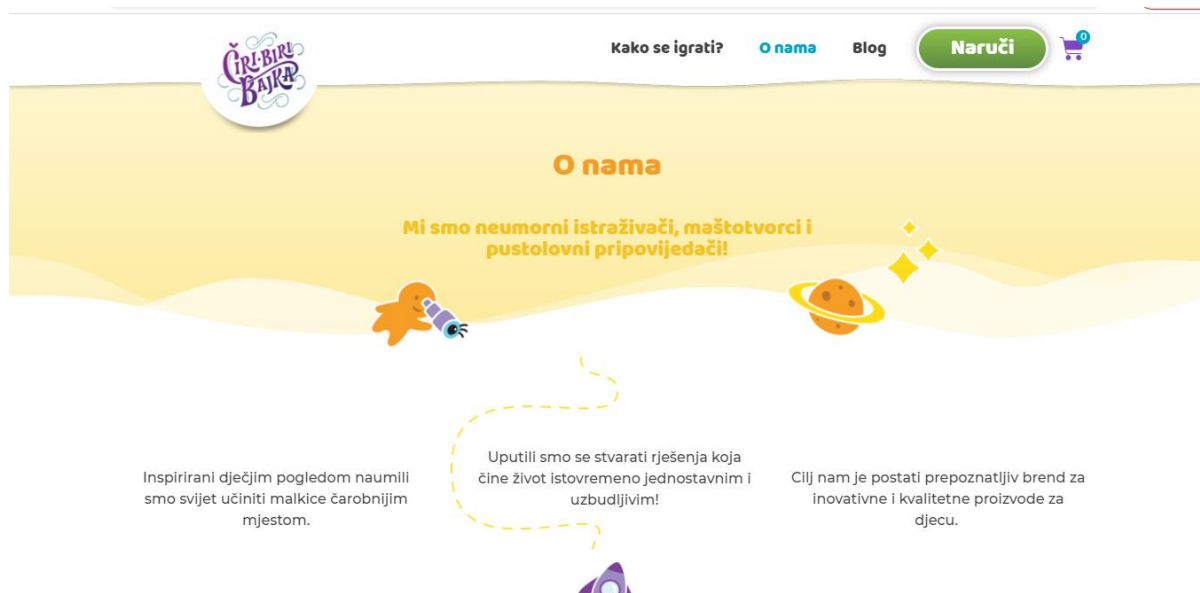 ČIRI-BIRI
BAJKA
Kako se igrati?
O nama
Blog
Naruči
0
O nama
Mi smo neumorni istraživači, maštotvorci i
pustolovni pripovijedači!
Inspirirani dječjim pogledom naumili
smo svijet učiniti malkice čarobnijim
mjestom.
Uputili smo se stvarati rješenja koja
čine život istovremeno jednostavnim i
uzbudljivim!
Cilj nam je postati prepoznatljiv brend za
inovativne i kvalitetne proizvode za
djecu.